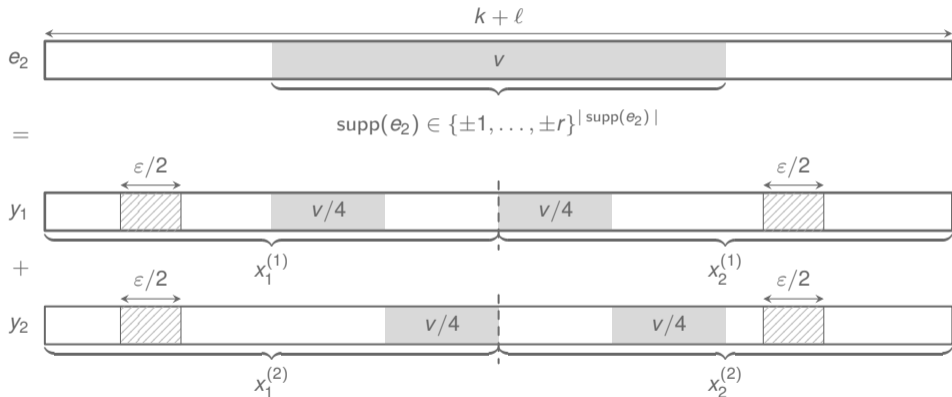 k + ℓ
e₂ v
supp(e₂) ∈ {±1, . . . , ±r}^| supp(e₂) |
=
ε/2 ε/2
y₁ v/4 v/4
x₁⁽¹⁾ x₂⁽¹⁾
+
ε/2 ε/2
y₂ v/4 v/4
x₁⁽²⁾ x₂⁽²⁾